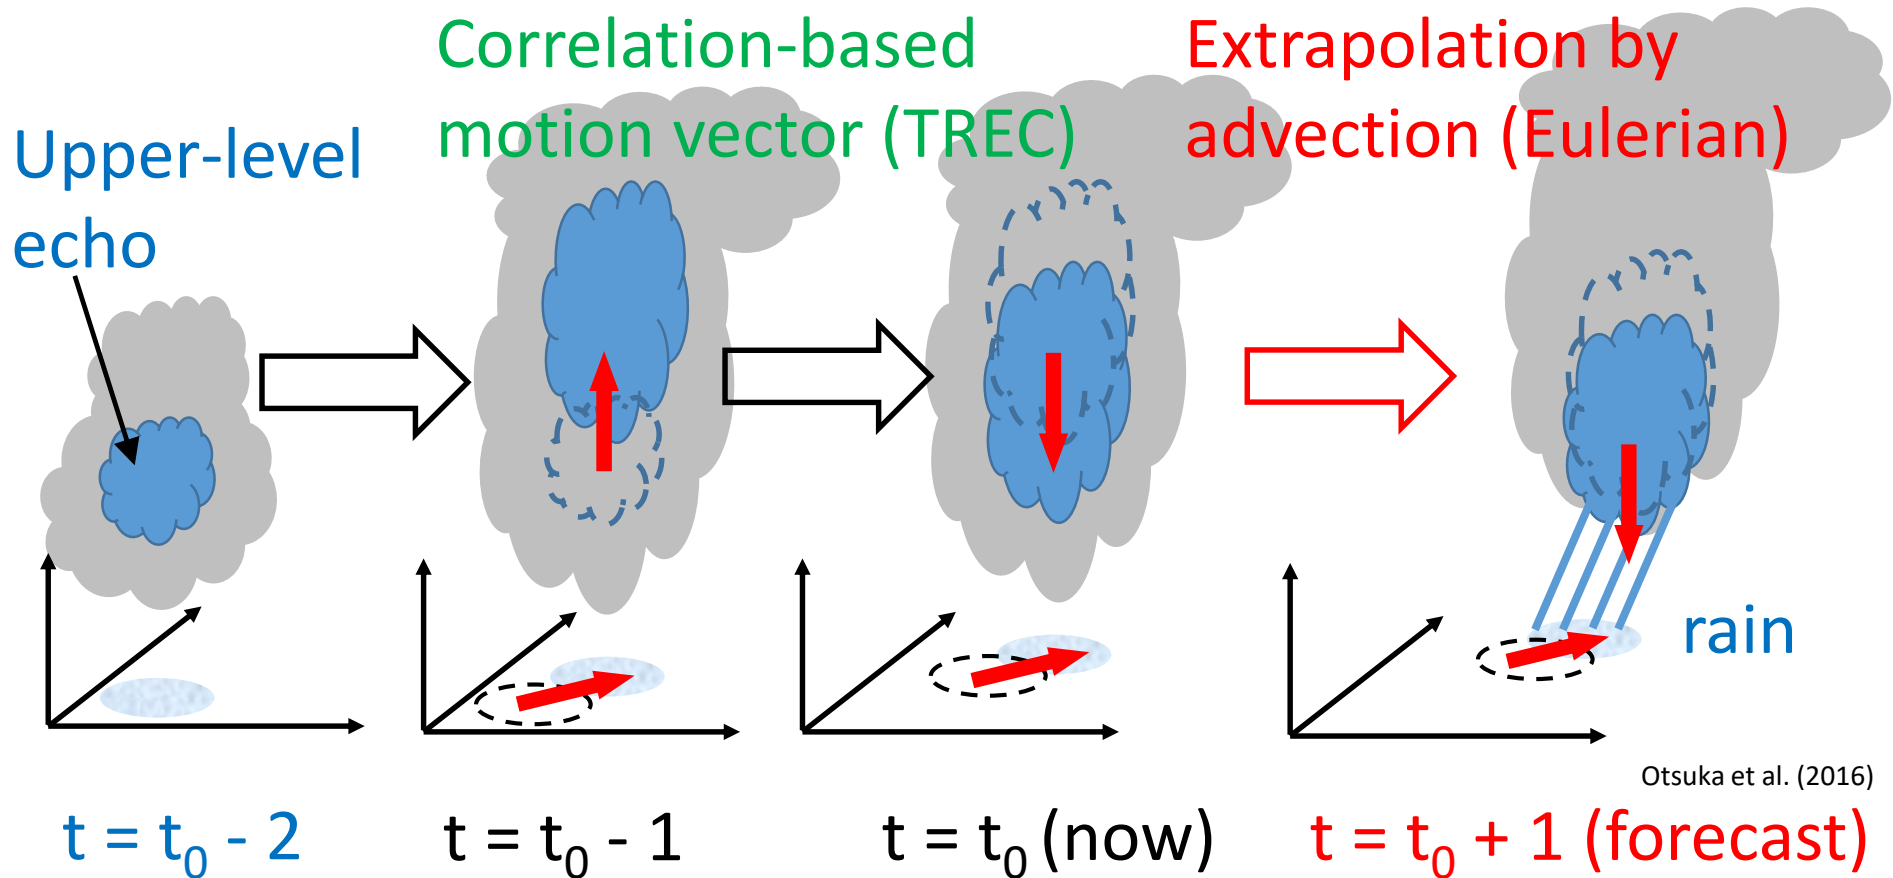 Upper-level
echo
Correlation-based
motion vector (TREC)
Extrapolation by
advection (Eulerian)
rain
Otsuka et al. (2016)
t = t₀ - 2
t = t₀ - 1
t = t₀ (now)
t = t₀ + 1 (forecast)